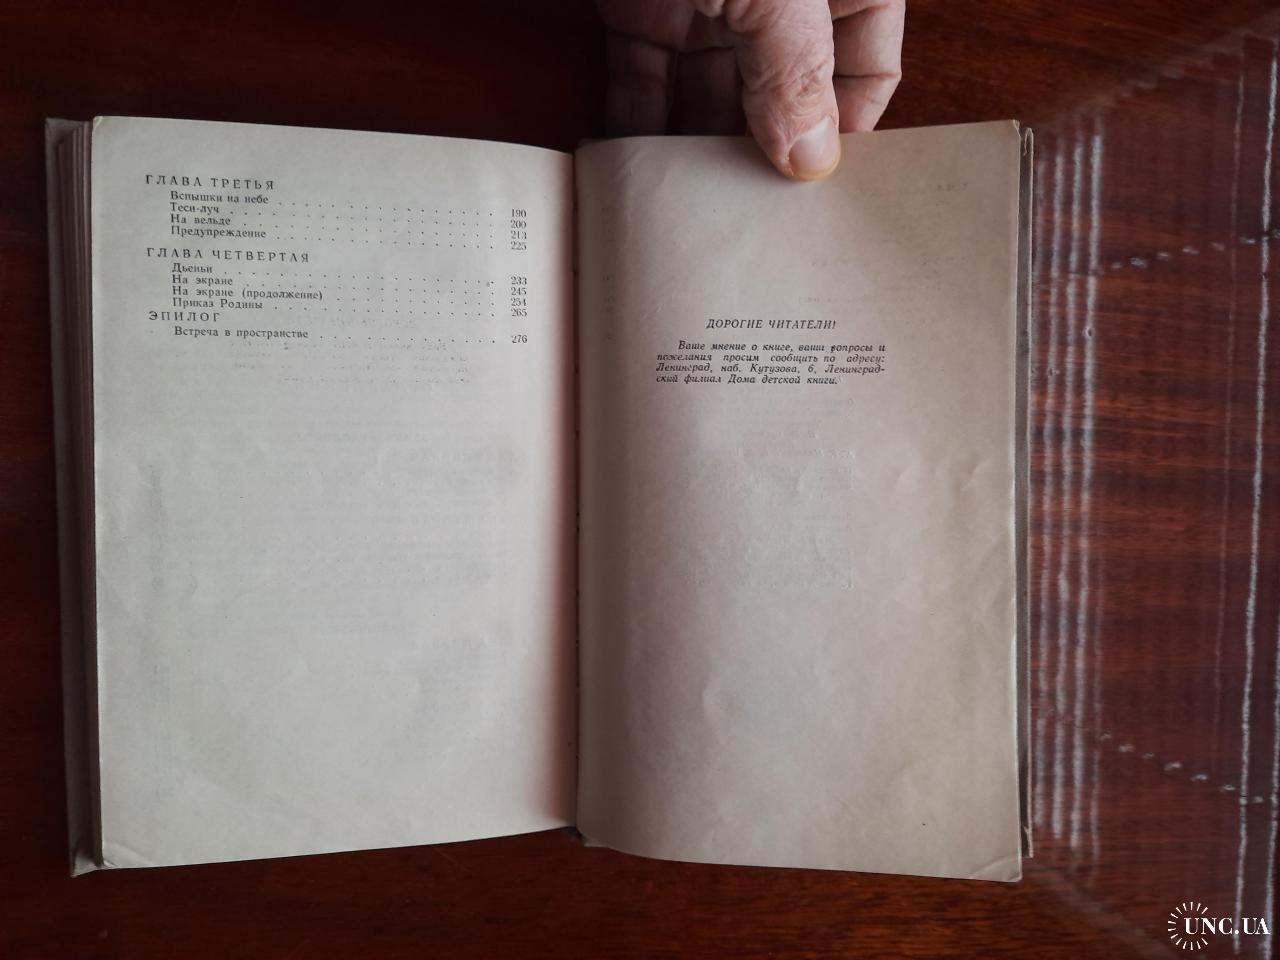 ГЛАВА ТРЕТЬЯ
Вспышки на небе . . . . . . . . . . . . . 190
Теси-луч . . . . . . . . . . . . . . . . 200
На вельде . . . . . . . . . . . . . . . 213
Предупреждение . . . . . . . . . . . . . 225
ГЛАВА ЧЕТВЕРТАЯ
Дьеньи . . . . . . . . . . . . . . . . 233
На экране . . . . . . . . . . . . . . . 245
На экране (продолжение) . . . . . . . . . 254
Приказ Родины . . . . . . . . . . . . . 265
ЭПИЛОГ
Встреча в пространстве . . . . . . . . . . 276
ДОРОГИЕ ЧИТАТЕЛИ!
Ваше мнение о книге, ваши вопросы и
пожелания просим сообщить по адресу:
Ленинград, наб. Кутузова, 6, Ленинград-
ский филиал Дома детской книги.
UNC.UA